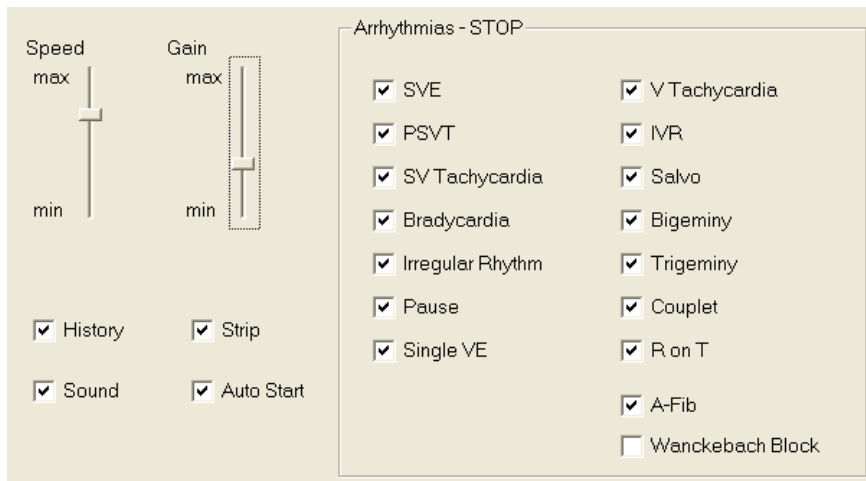 Speed
max
min
Gain
max
min
History
Strip
Sound
Auto Start
Arrhythmias - STOP
SVE
PSVT
SV Tachycardia
Bradycardia
Irregular Rhythm
Pause
Single VE
V Tachycardia
IVR
Salvo
Bigeminy
Trigeminy
Couplet
R on T
A-Fib
Wanckebach Block